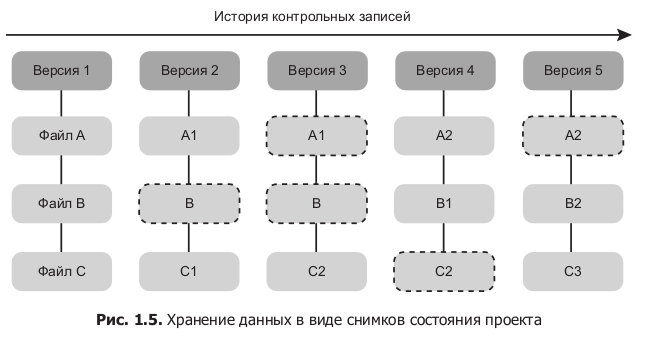 История контрольных записей
Версия 1 Версия 2 Версия 3 Версия 4 Версия 5
Файл A A1 A1 A2 A2
Файл B B B B1 B2
Файл C C1 C2 C2 C3
Рис. 1.5. Хранение данных в виде снимков состояния проекта